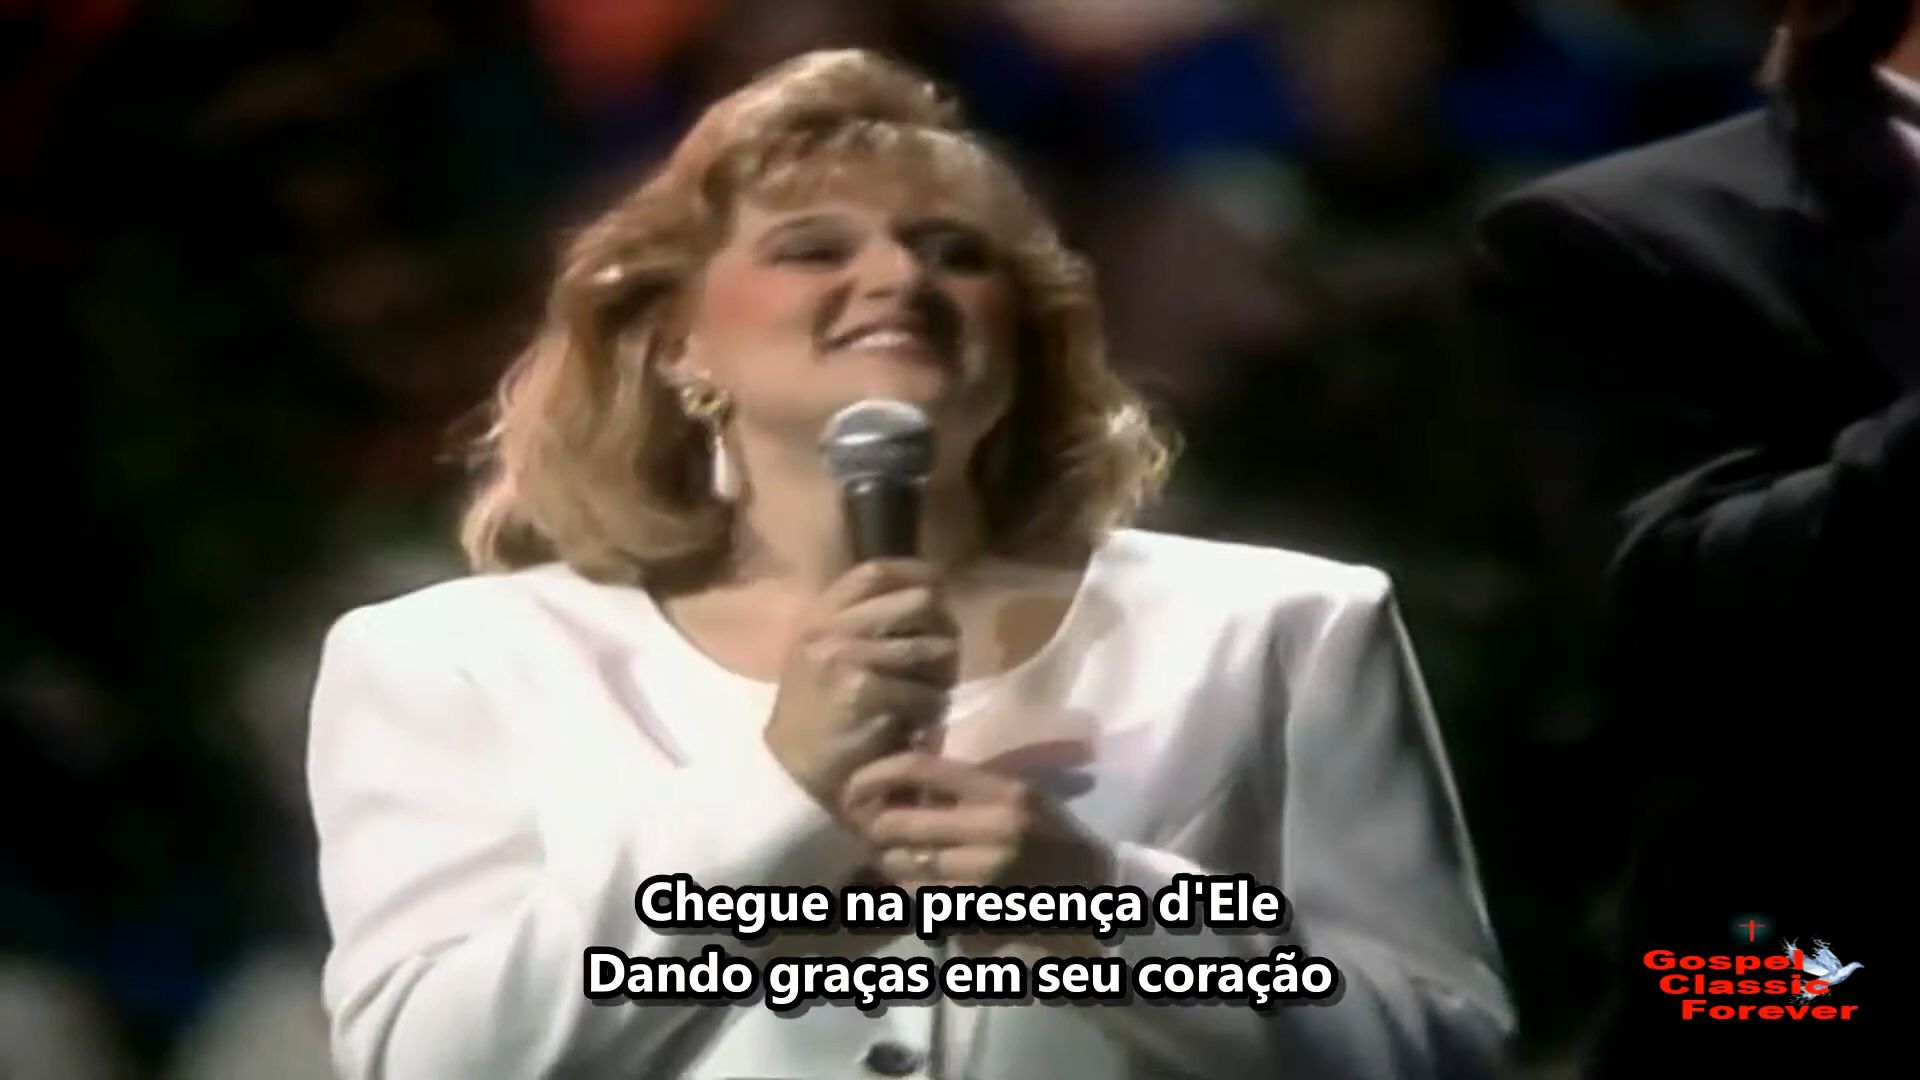 Chegue na presença d'Ele
Dando graças em seu coração
Gospel
Classic
Forever